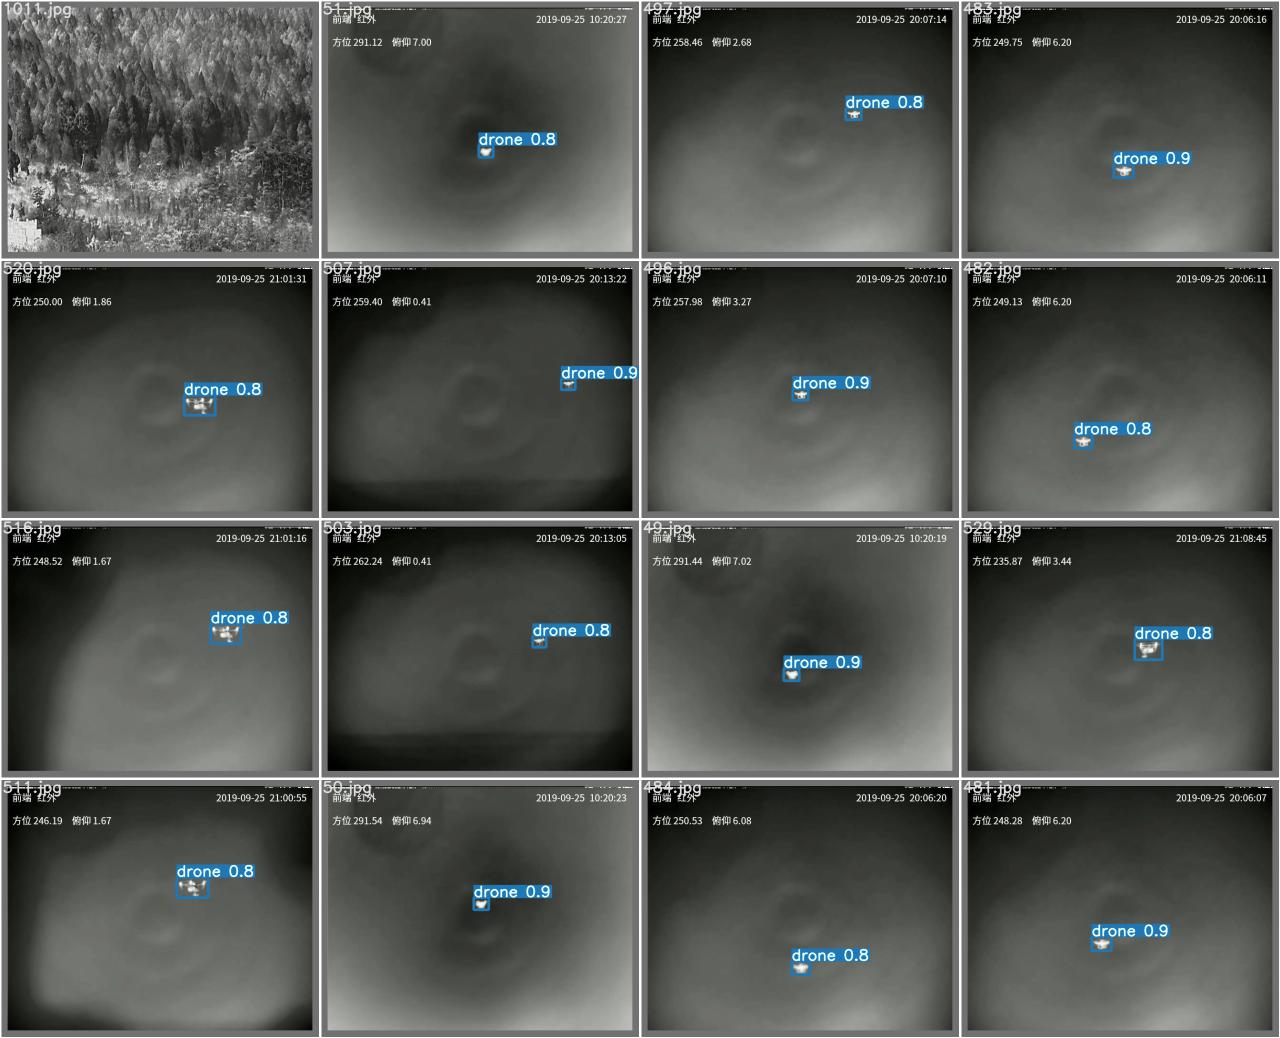 1011.jpg
51.jpg
前端 红外
2019-09-25 10:20:27
方位 291.12 俯仰 7.00
drone 0.8
497.jpg
前端 红外
2019-09-25 20:07:14
方位 258.46 俯仰 2.68
drone 0.8
483.jpg
前端 红外
2019-09-25 20:06:16
方位 249.75 俯仰 6.20
drone 0.9
520.jpg
前端 红外
2019-09-25 21:01:31
方位 250.00 俯仰 1.86
drone 0.8
507.jpg
前端 红外
2019-09-25 20:13:22
方位 259.40 俯仰 0.41
drone 0.9
496.jpg
前端 红外
2019-09-25 20:07:10
方位 257.98 俯仰 3.27
drone 0.9
482.jpg
前端 红外
2019-09-25 20:06:11
方位 249.13 俯仰 6.20
drone 0.8
516.jpg
前端 红外
2019-09-25 21:01:16
方位 248.52 俯仰 1.67
drone 0.8
503.jpg
前端 红外
2019-09-25 20:13:05
方位 262.24 俯仰 0.41
drone 0.8
49.jpg
前端 红外
2019-09-25 10:20:19
方位 291.44 俯仰 7.02
drone 0.9
529.jpg
前端 红外
2019-09-25 21:08:45
方位 235.87 俯仰 3.44
drone 0.8
511.jpg
前端 红外
2019-09-25 21:00:55
方位 246.19 俯仰 1.67
drone 0.8
50.jpg
前端 红外
2019-09-25 10:20:23
方位 291.54 俯仰 6.94
drone 0.9
484.jpg
前端 红外
2019-09-25 20:06:20
方位 250.53 俯仰 6.08
drone 0.8
481.jpg
前端 红外
2019-09-25 20:06:07
方位 248.28 俯仰 6.20
drone 0.9